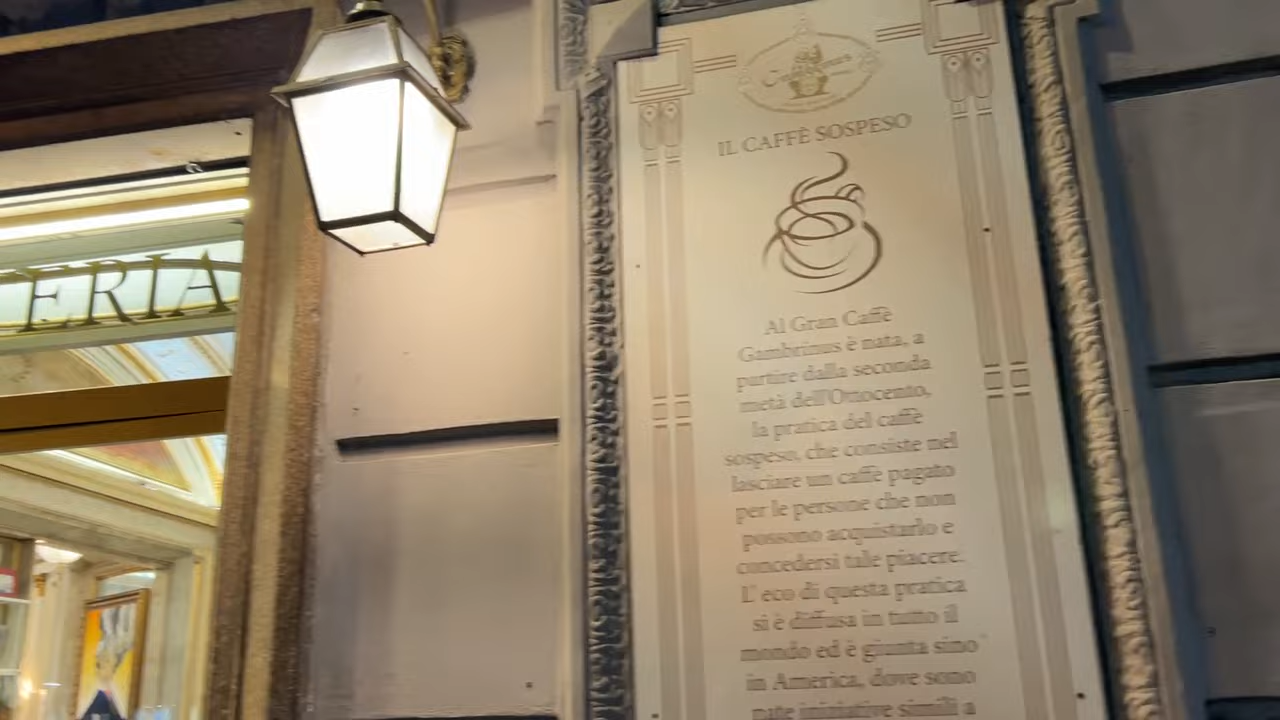 ERIA
IL CAFFÈ SOSPESO
Al Gran Caffè
Gambrinus è nata, a
partire dalla seconda
metà dell'Ottocento,
la pratica del caffè
sospeso, che consiste nel
lasciare un caffè pagato
per le persone che non
possono acquistarlo e
concedersi tale piacere.
L' eco di questa pratica
si è diffusa in tutto il
mondo ed è giunta sino
in America, dove sono
nate iniziative simili a